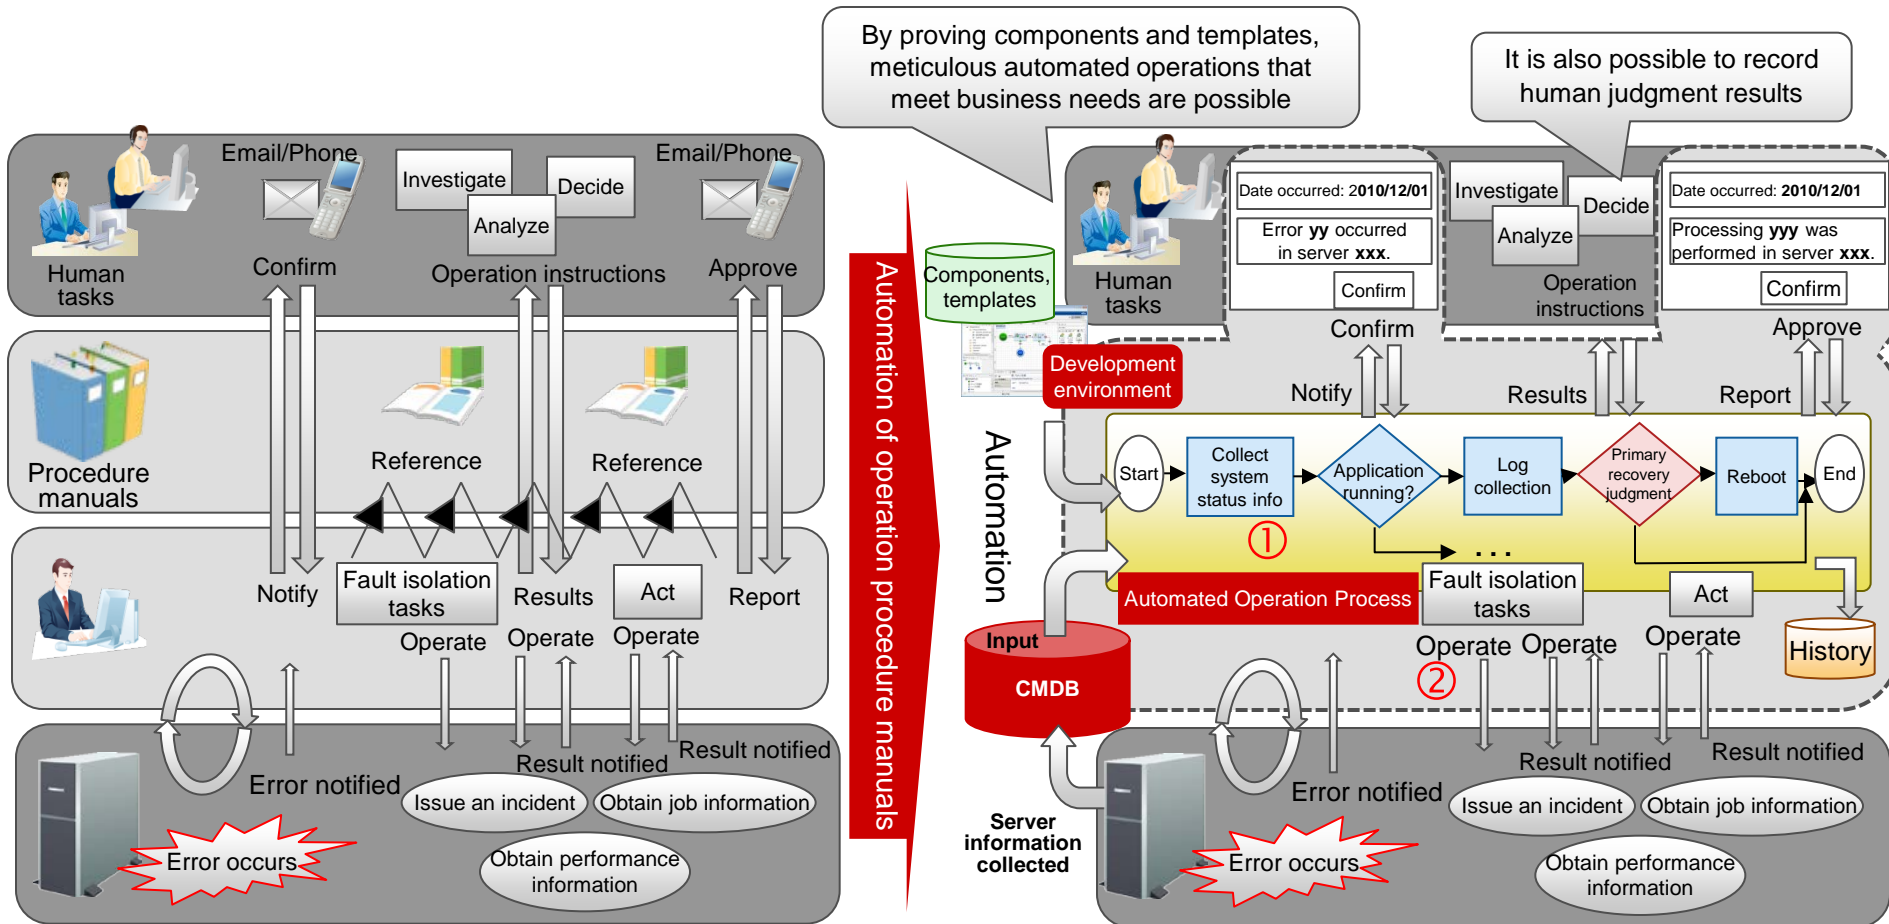 By proving components and templates,
meticulous automated operations that
meet business needs are possible
It is also possible to record
human judgment results
Email/Phone
Investigate
Decide
Analyze
Email/Phone
Human
tasks
Confirm
Operation instructions
Approve
Procedure
manuals
Reference
Reference
Notify
Fault isolation
tasks
Results
Act
Report
Operate
Operate
Operate
Error notified
Result notified
Result notified
Issue an incident
Obtain job information
Obtain performance
information
Error occurs
Automation of operation procedure manuals
Components,
templates
Development
environment
Automation
Human
tasks
Date occurred: 2010/12/01
Error yy occurred
in server xxx.
Confirm
Investigate
Decide
Analyze
Operation
instructions
Date occurred: 2010/12/01
Processing yyy was
performed in server xxx.
Confirm
Confirm
Approve
Notify
Results
Report
Start
Collect
system
status info
Application
running?
Log
collection
Primary
recovery
judgment
Reboot
End
①
...
Automated Operation Process
Fault isolation
tasks
Act
Operate
Operate
Operate
②
History
Input
CMDB
Server
information
collected
Error notified
Result notified
Result notified
Issue an incident
Obtain job information
Obtain performance
information
Error occurs